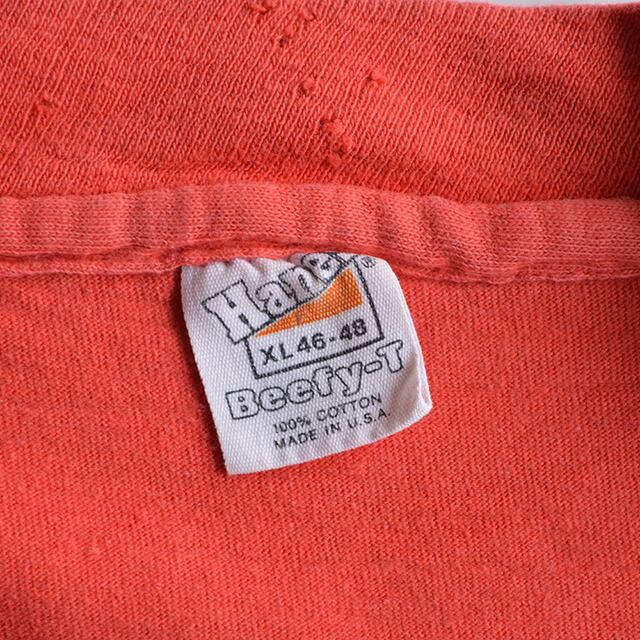 Hanes
XL 46-48
Beefy-T
100% COTTON
MADE IN U.S.A.